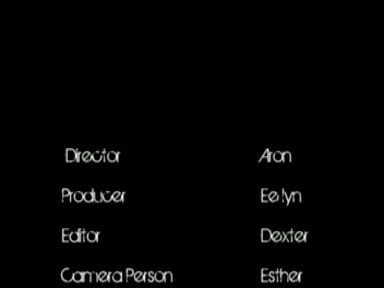 Director Aron
Producer Ee lyn
Editor Dexter
Camera Person Esther